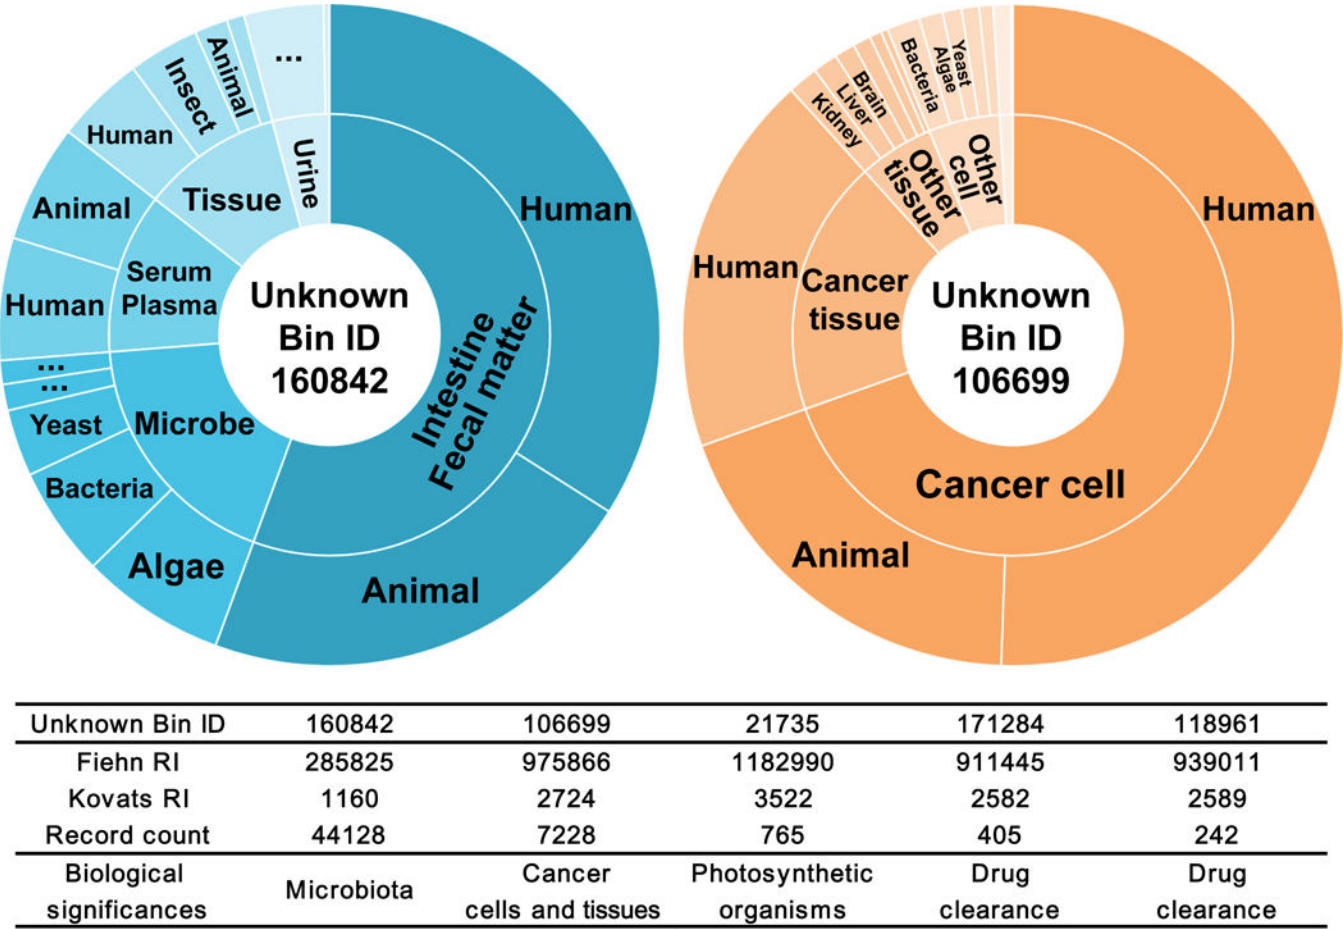 Unknown
Bin ID
160842
Intestine
Fecal matter
Human
Animal
Microbe
Algae
Bacteria
Yeast
...
...
Serum
Plasma
Human
Animal
Tissue
Human
Insect
Animal
Urine
...
Unknown
Bin ID
106699
Cancer cell
Human
Animal
Cancer
tissue
Human
Other
tissue
Kidney
Liver
Brain
Other
cell
Bacteria
Algae
Yeast
Unknown Bin ID 160842 106699 21735 171284 118961
Fiehn RI 285825 975866 1182990 911445 939011
Kovats RI 1160 2724 3522 2582 2589
Record count 44128 7228 765 405 242
Biological Cancer Photosynthetic Drug Drug
Microbiota
significances cells and tissues organisms clearance clearance